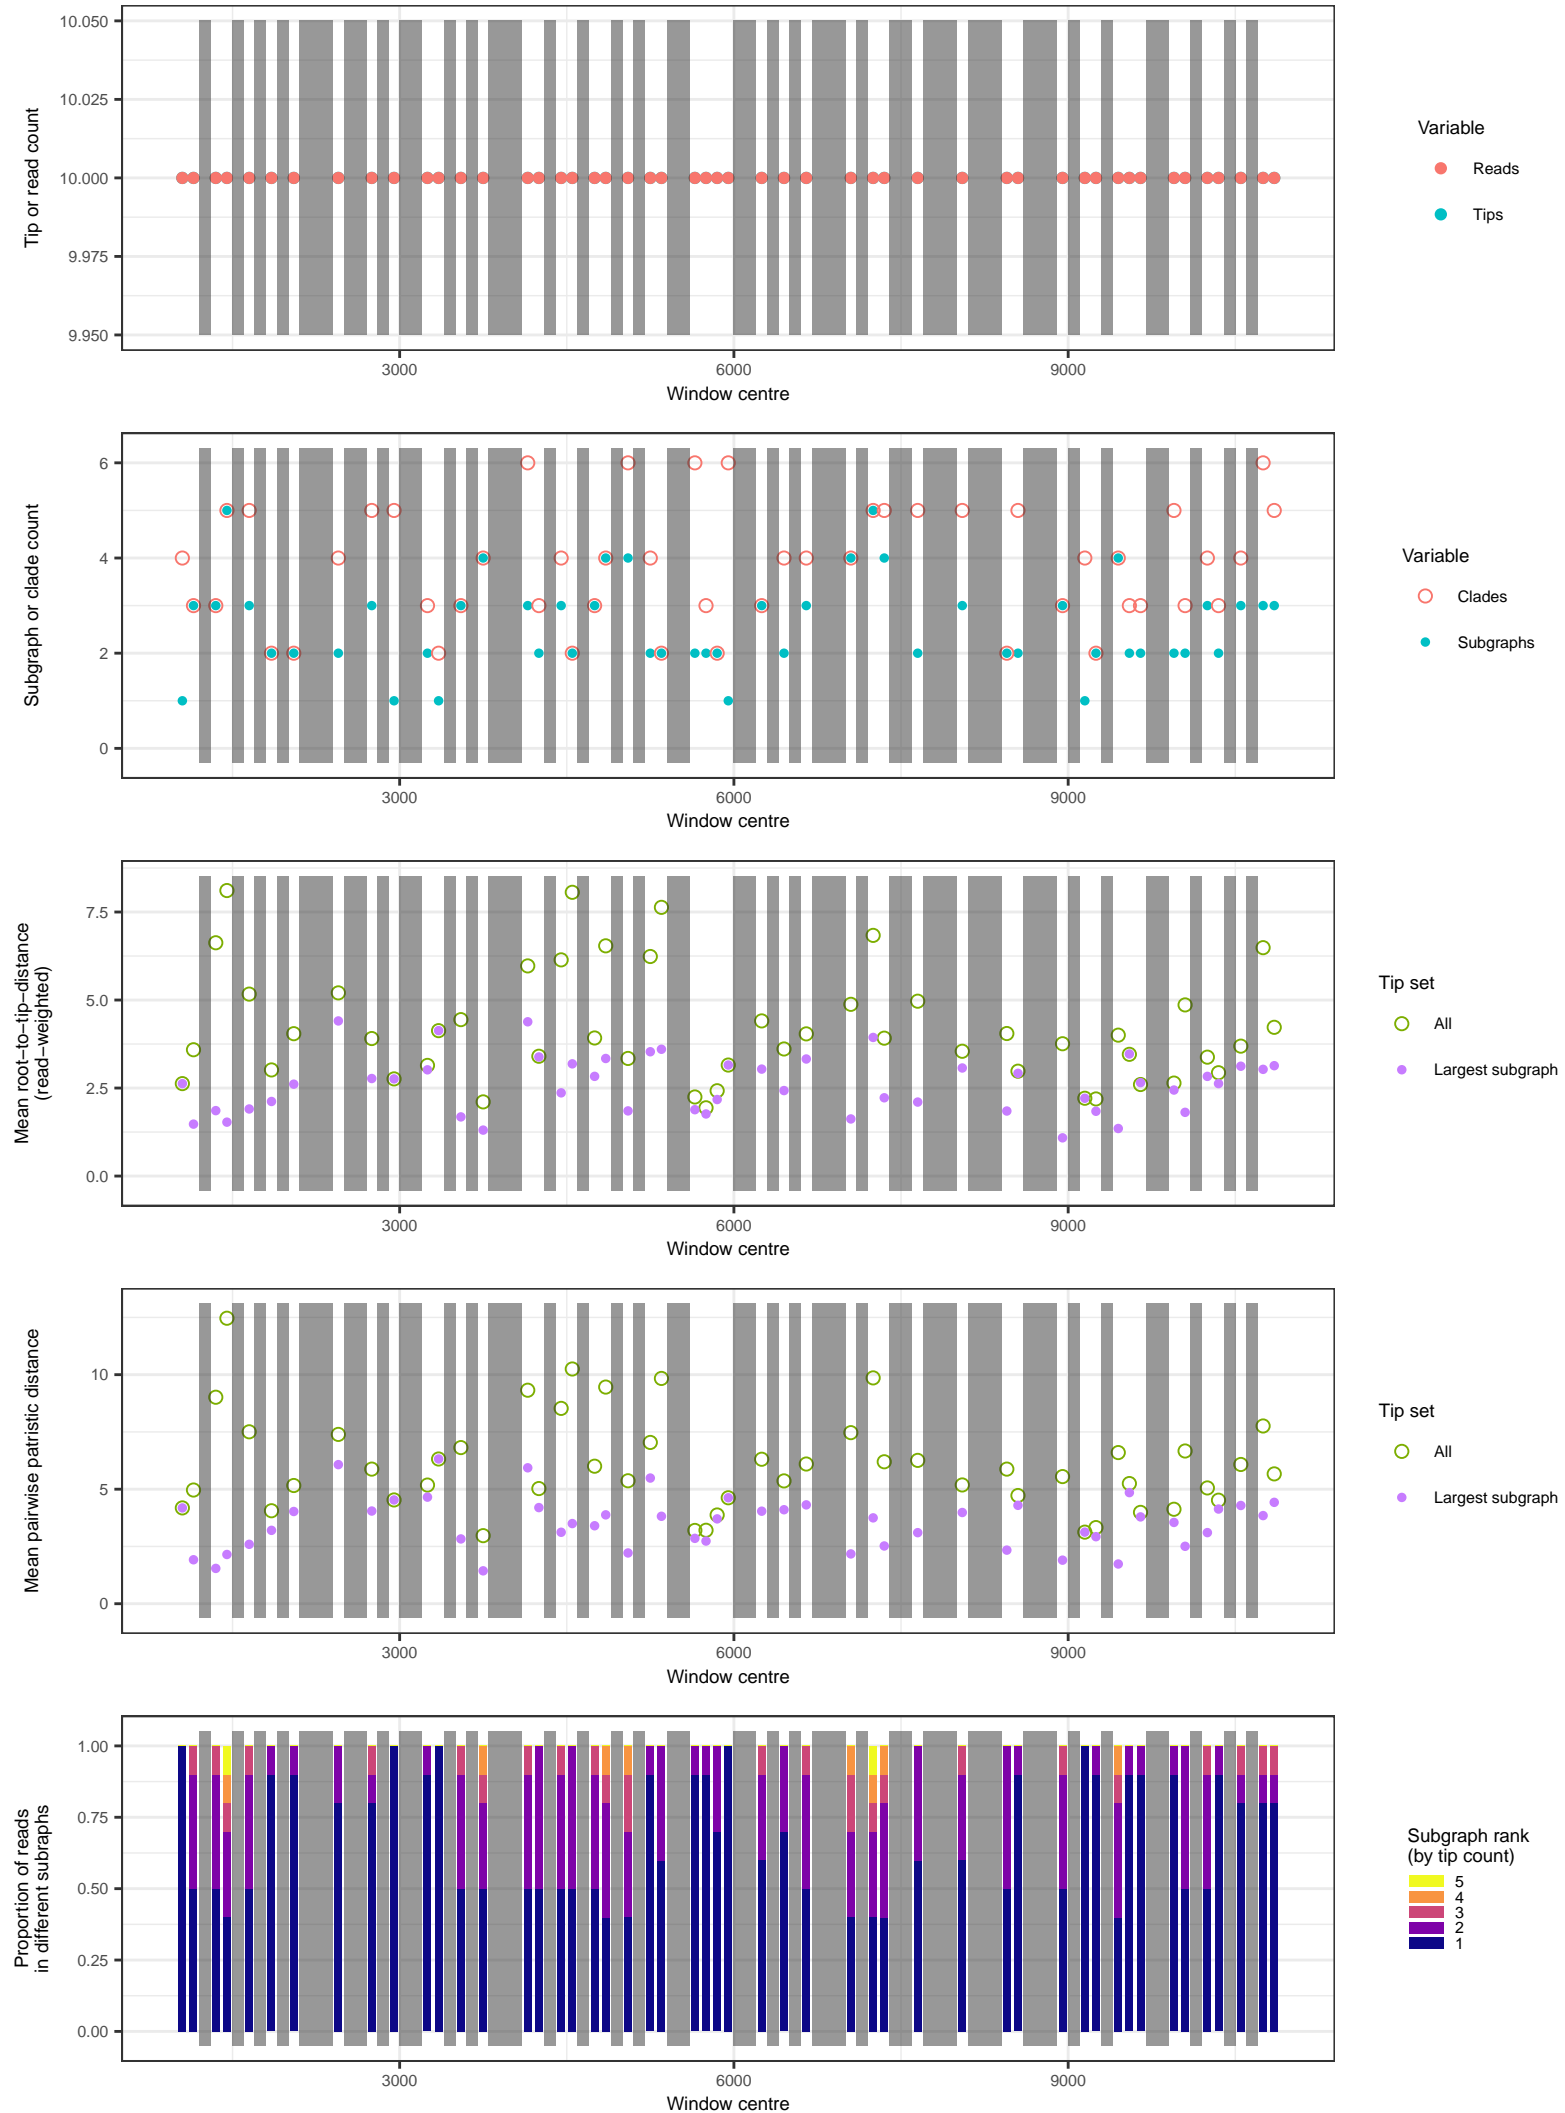 10.050
10.025
10.000
9.975
9.950
Tip or read count
3000
6000
9000
Window centre
Variable
Reads
Tips
6
4
2
0
Subgraph or clade count
3000
6000
9000
Window centre
Variable
Clades
Subgraphs
7.5
5.0
2.5
0.0
Mean root−to−tip−distance
(read−weighted)
3000
6000
9000
Window centre
Tip set
All
Largest subgraph
10
5
0
Mean pairwise patristic distance
3000
6000
9000
Window centre
Tip set
All
Largest subgraph
1.00
0.75
0.50
0.25
0.00
Proportion of reads
in different subraphs
3000
6000
9000
Window centre
Subgraph rank
(by tip count)
5
4
3
2
1